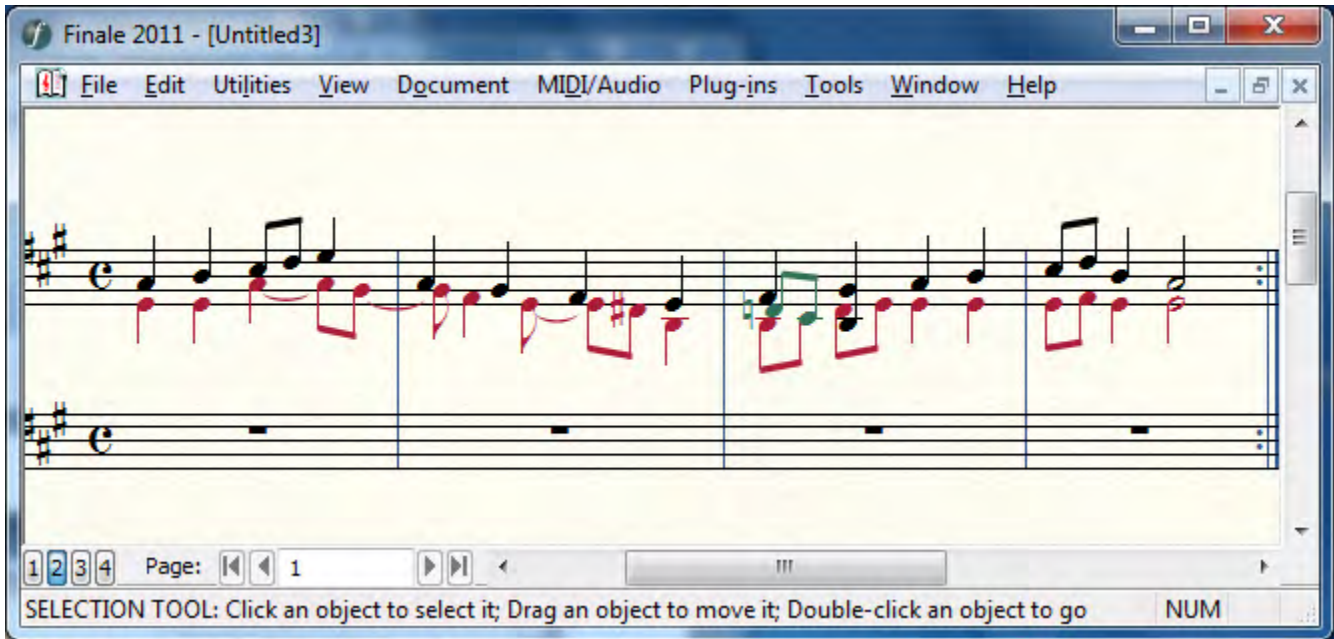 Finale 2011 - [Untitled3]
File Edit Utilities View Document MIDI/Audio Plug-ins Tools Window Help
1 2 3 4 Page: 1
SELECTION TOOL: Click an object to select it; Drag an object to move it; Double-click an object to go NUM